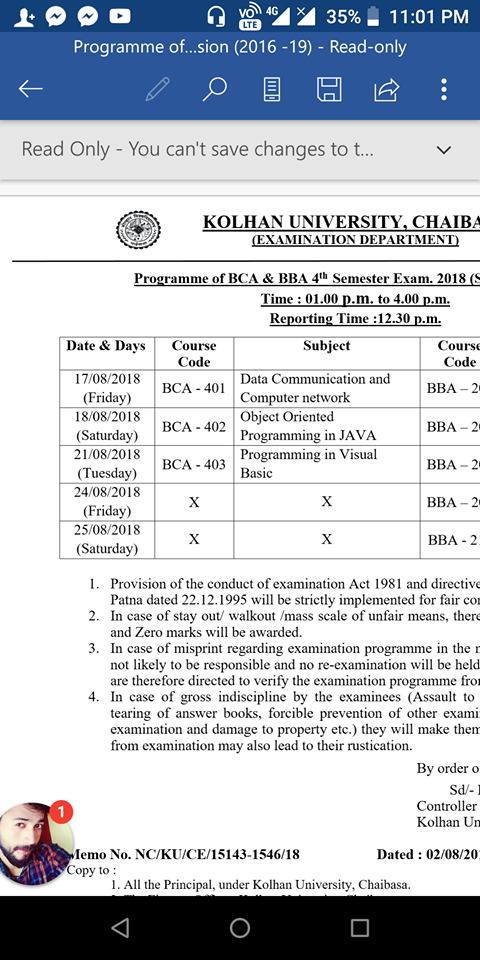 VO)) LTE 4G 35% 11:01 PM
Programme of...sion (2016 -19) - Read-only
Read Only - You can't save changes to t...
KOLHAN UNIVERSITY, CHAIBA
(EXAMINATION DEPARTMENT)
Programme of BCA & BBA 4th Semester Exam. 2018 (S
Time : 01.00 p.m. to 4.00 p.m.
Reporting Time :12.30 p.m.
Date & Days Course Code Subject Course Code
17/08/2018 (Friday) BCA - 401 Data Communication and Computer network BBA – 20
18/08/2018 (Saturday) BCA - 402 Object Oriented Programming in JAVA BBA – 20
21/08/2018 (Tuesday) BCA - 403 Programming in Visual Basic BBA – 20
24/08/2018 (Friday) X X BBA – 20
25/08/2018 (Saturday) X X BBA - 2
1. Provision of the conduct of examination Act 1981 and directive
Patna dated 22.12.1995 will be strictly implemented for fair con
2. In case of stay out/ walkout /mass scale of unfair means, there
and Zero marks will be awarded.
3. In case of misprint regarding examination programme in the
not likely to be responsible and no re-examination will be held
are therefore directed to verify the examination programme from
4. In case of gross indiscipline by the examinees (Assault to
tearing of answer books, forcible prevention of other exami
examination and damage to property etc.) they will make them
from examination may also lead to their rustication.
By order o
Sd/-
Controller
Kolhan Un
1
Memo No. NC/KU/CE/15143-1546/18 Dated : 02/08/201
Copy to :
1. All the Principal, under Kolhan University, Chaibasa.